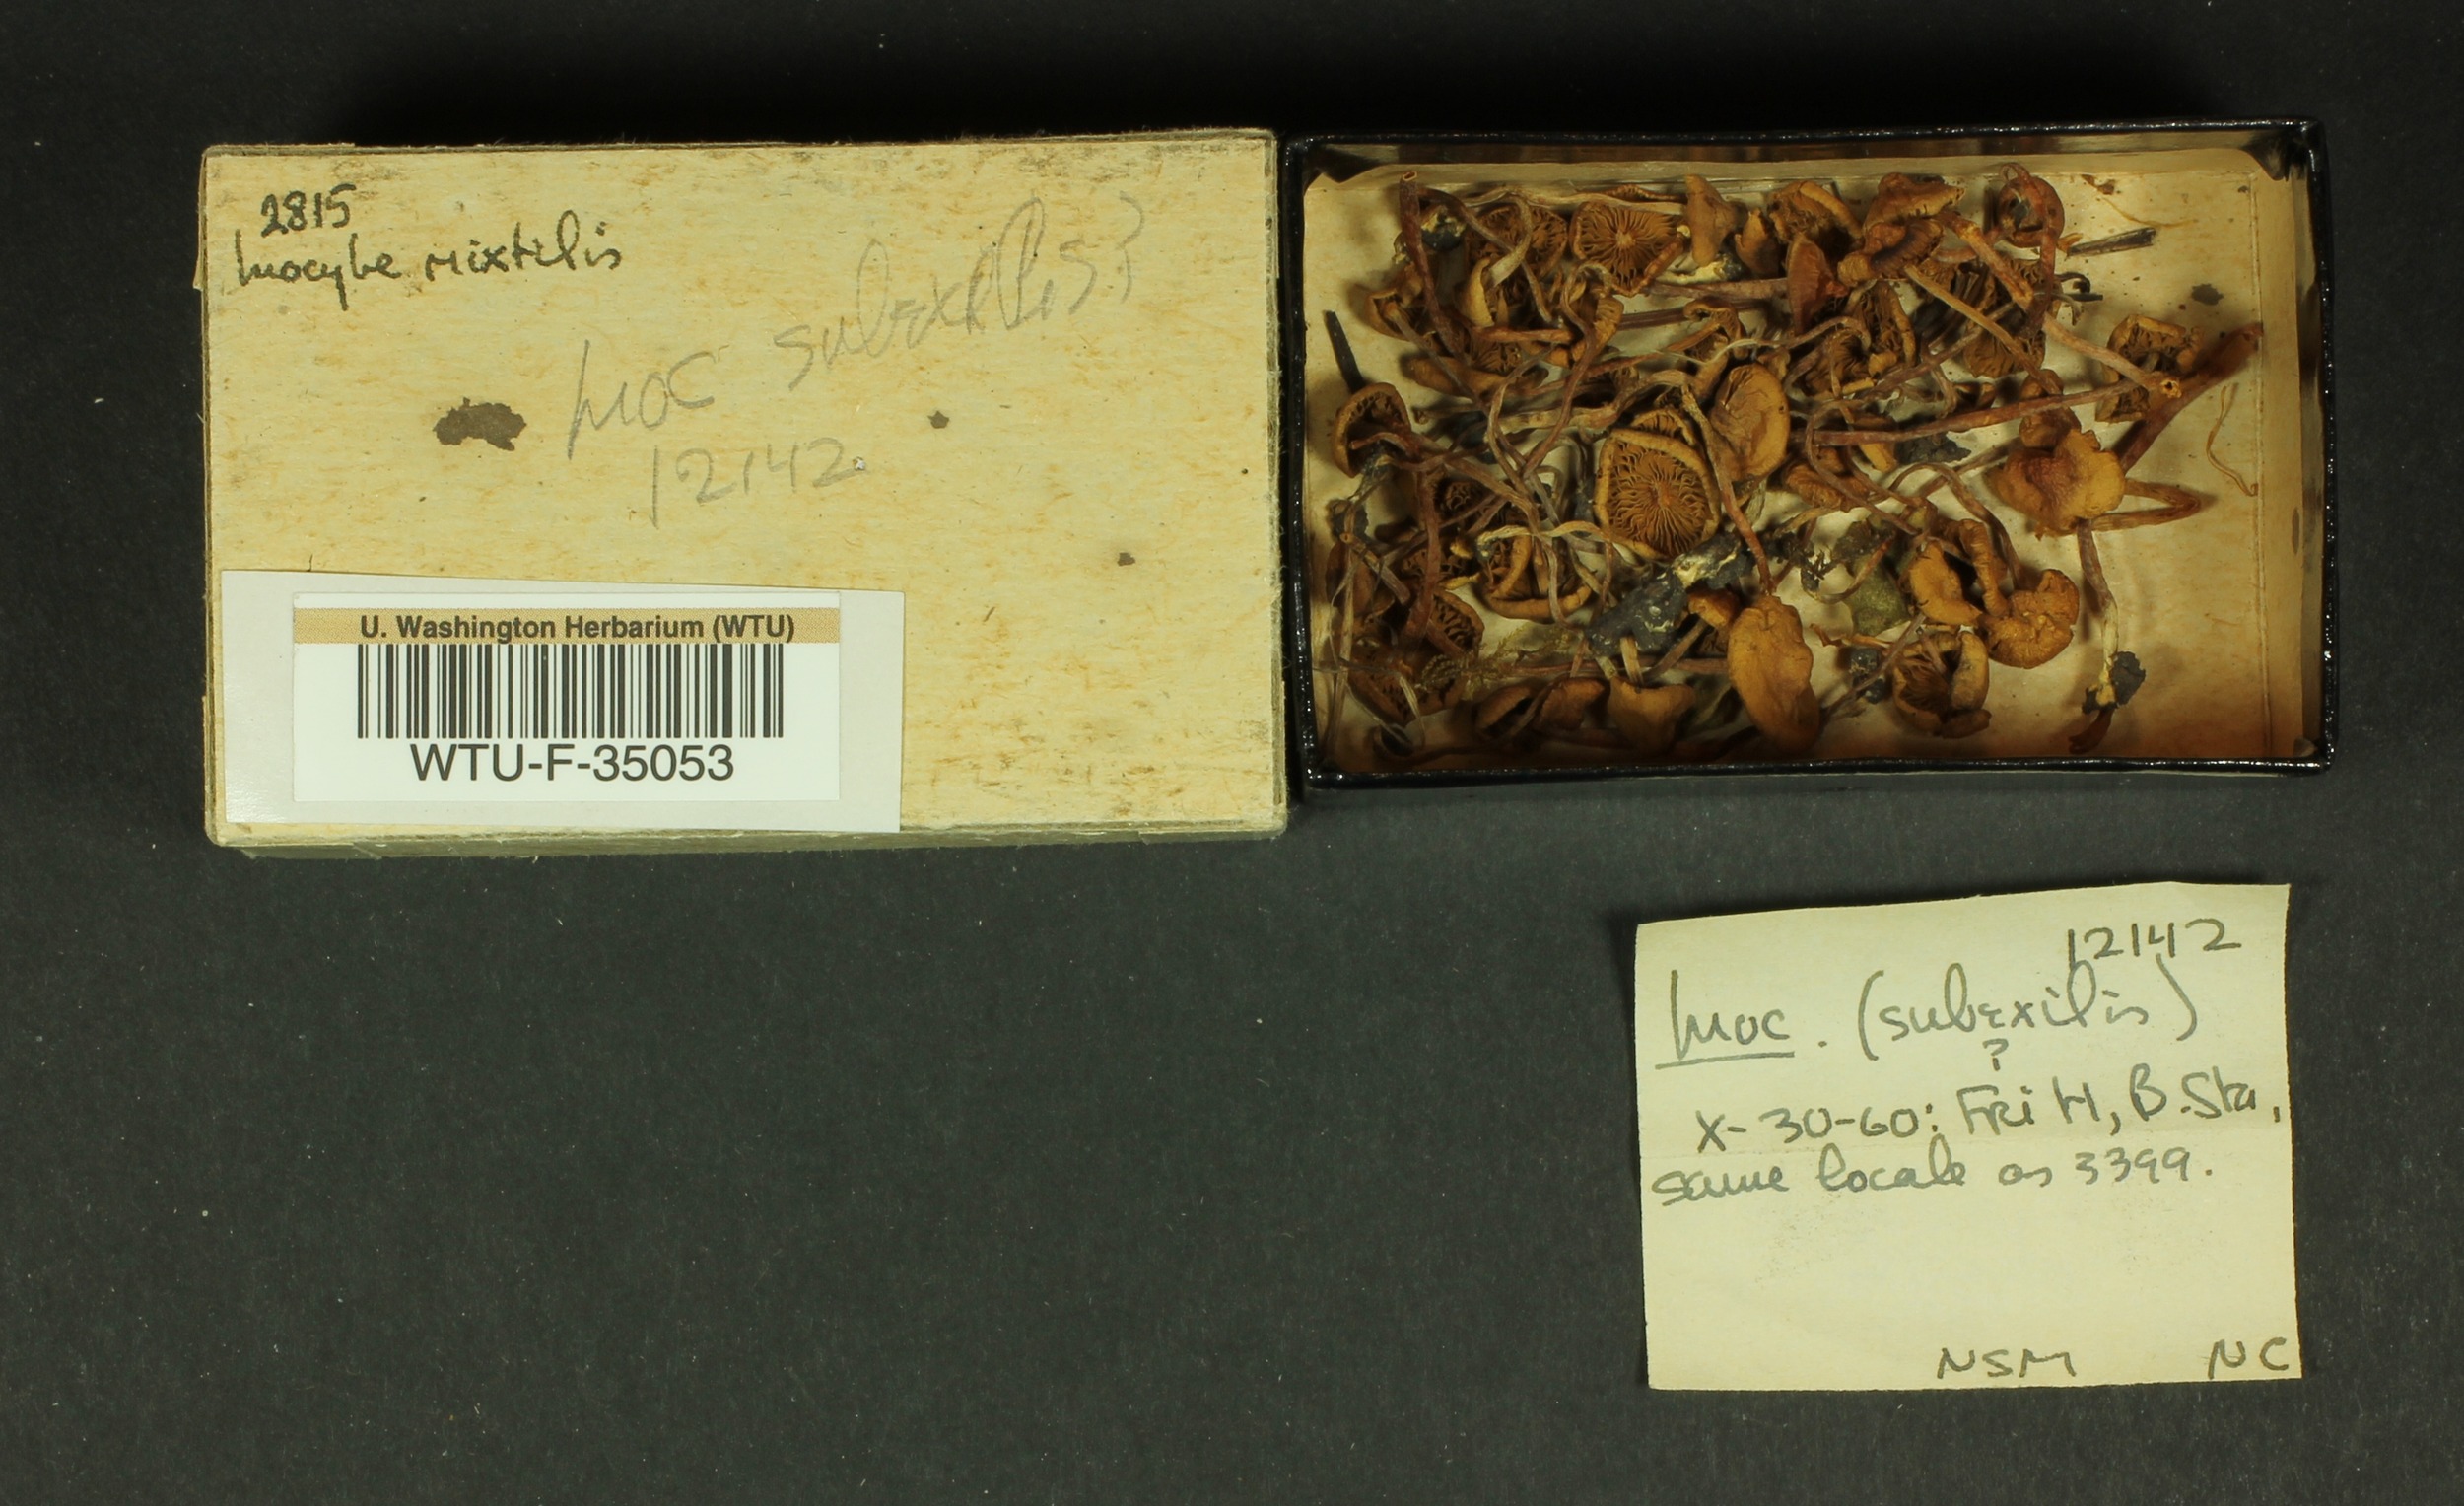 2815
Inocybe mixtilis
Inoc subexilis?
12142
U. Washington Herbarium (WTU)
WTU-F-35053
12142
Inoc. (subexilis)
?
X-30-60: Fri H, B. Sta,
same locale as 3399.
NSM NC